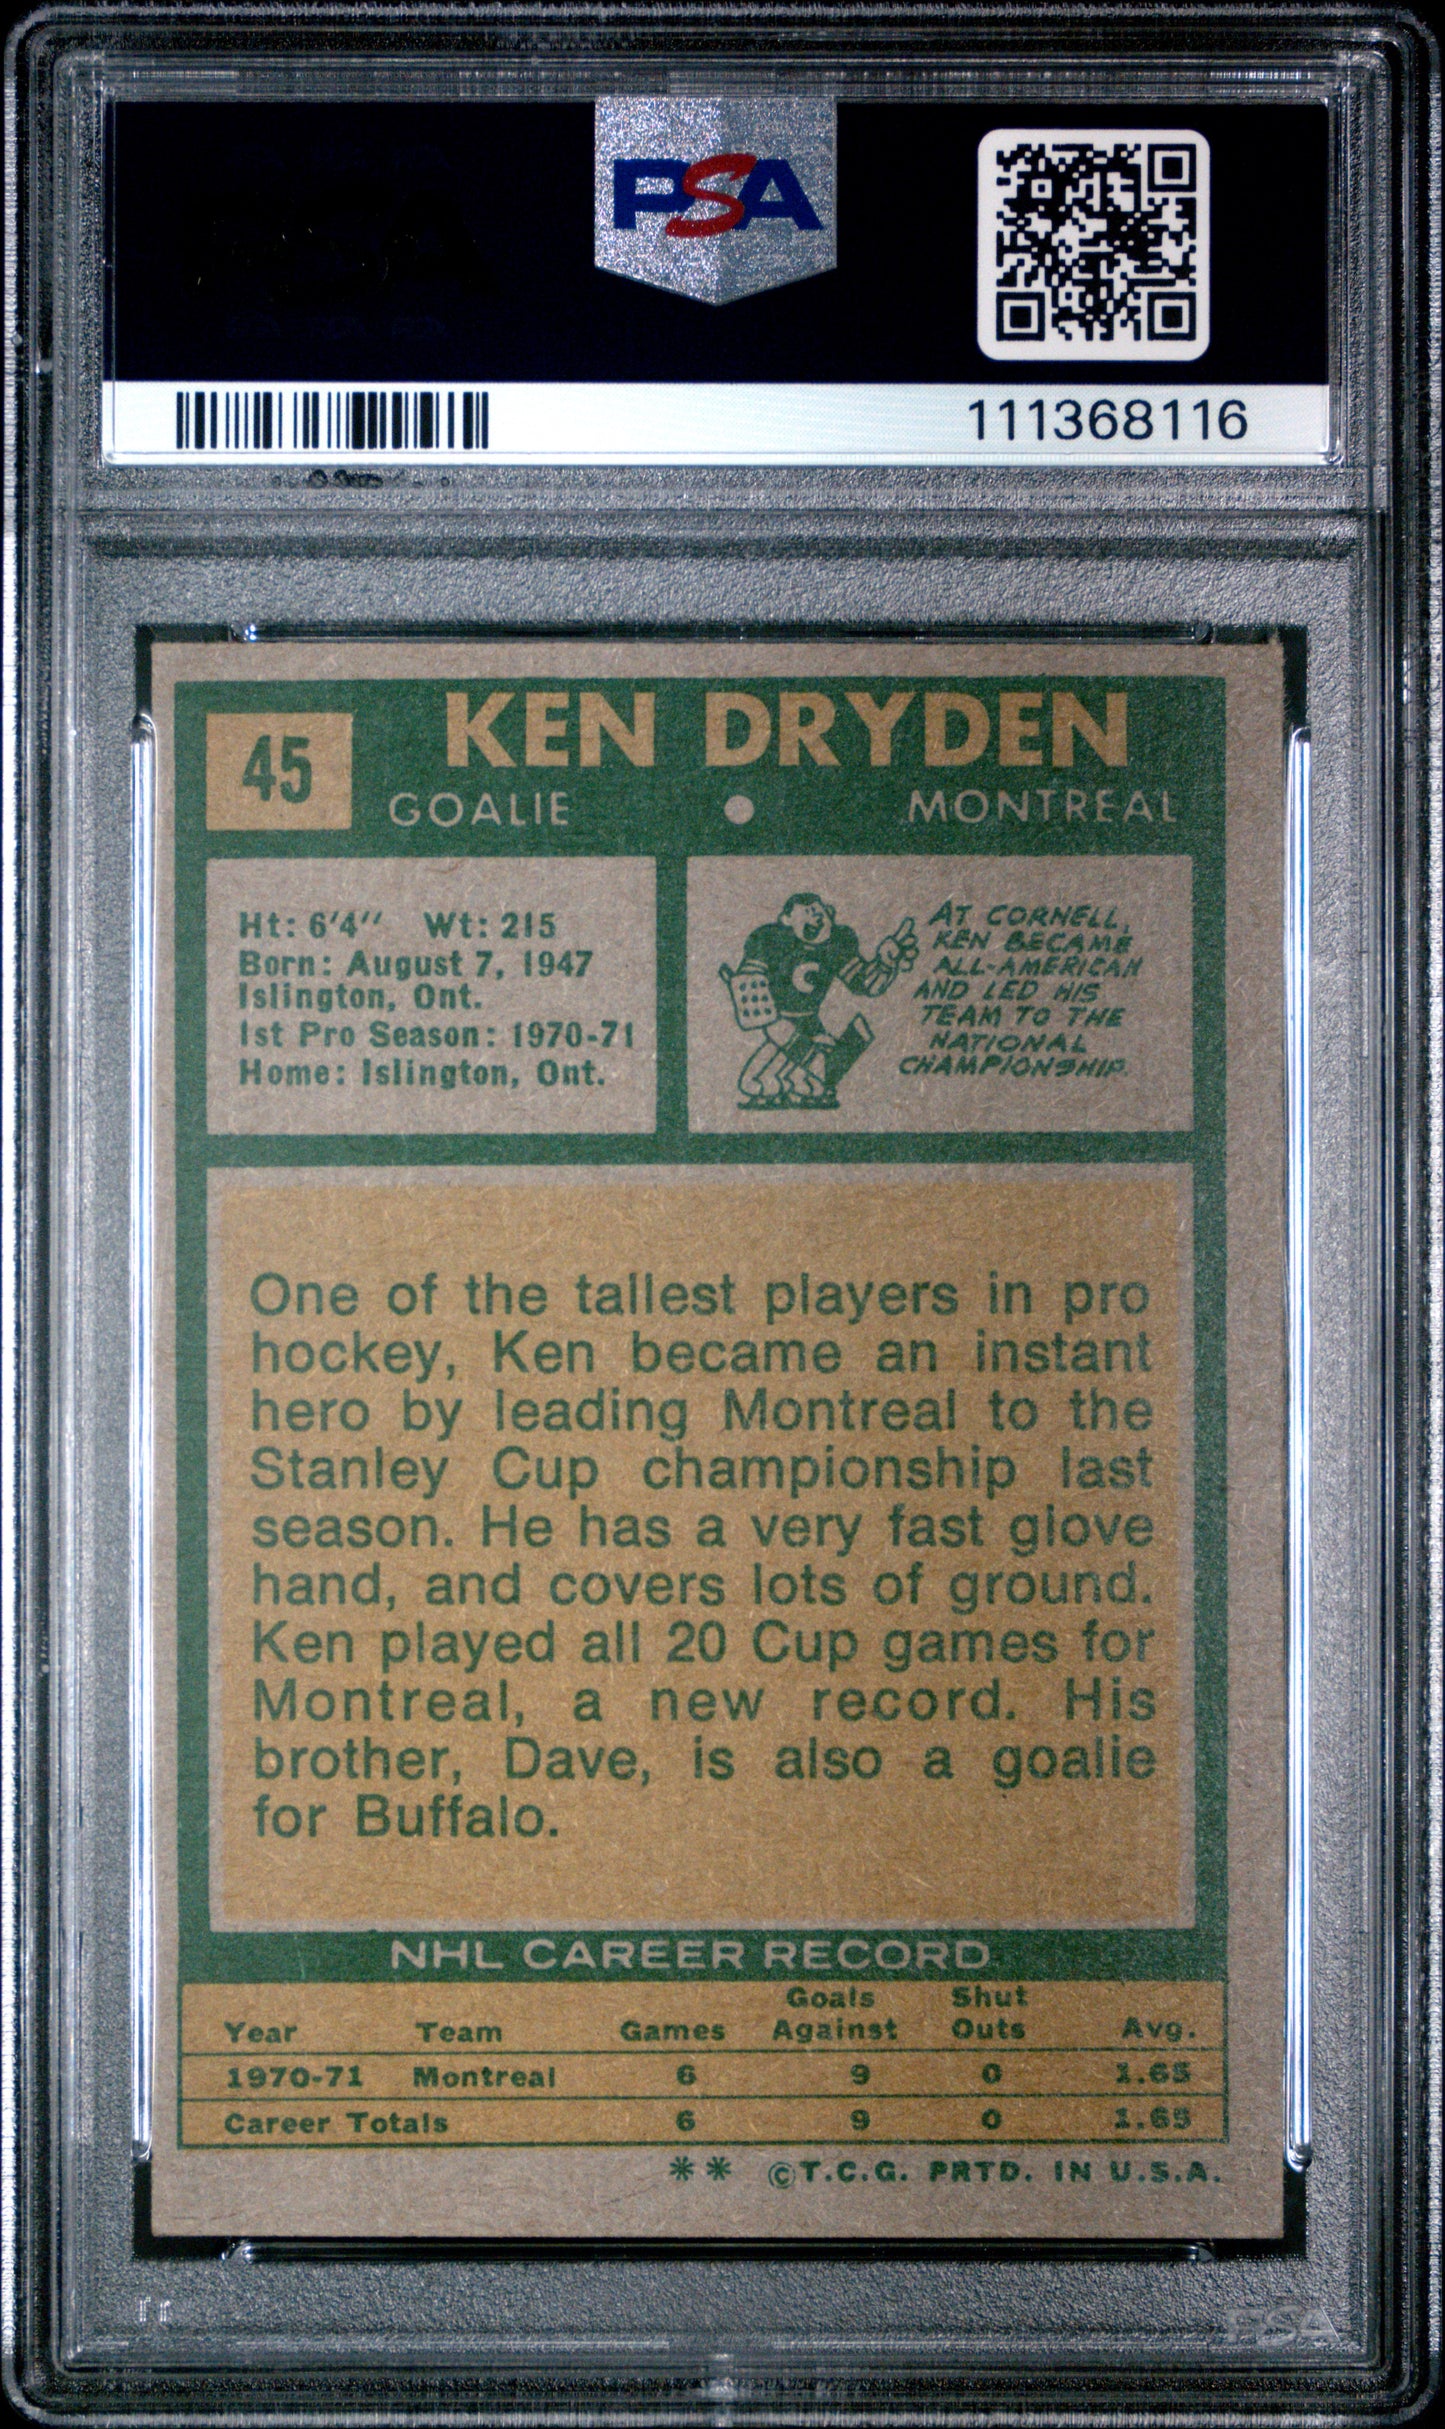 PSA
111368116
45
KEN DRYDEN
GOALIE • MONTREAL
Ht: 6'4'' Wt: 215
Born: August 7, 1947
Islington, Ont.
1st Pro Season: 1970-71
Home: Islington, Ont.
C
AT CORNELL,
KEN BECAME
ALL-AMERICAN
AND LED HIS
TEAM TO THE
NATIONAL
CHAMPIONSHIP.
One of the tallest players in pro
hockey, Ken became an instant
hero by leading Montreal to the
Stanley Cup championship last
season. He has a very fast glove
hand, and covers lots of ground.
Ken played all 20 Cup games for
Montreal, a new record. His
brother, Dave, is also a goalie
for Buffalo.
NHL CAREER RECORD
Year Team Games Goals Against Shut Outs Avg.
1970-71 Montreal 6 9 0 1.65
Career Totals 6 9 0 1.65
** ©T.C.G. PRTD. IN U.S.A.
PSA